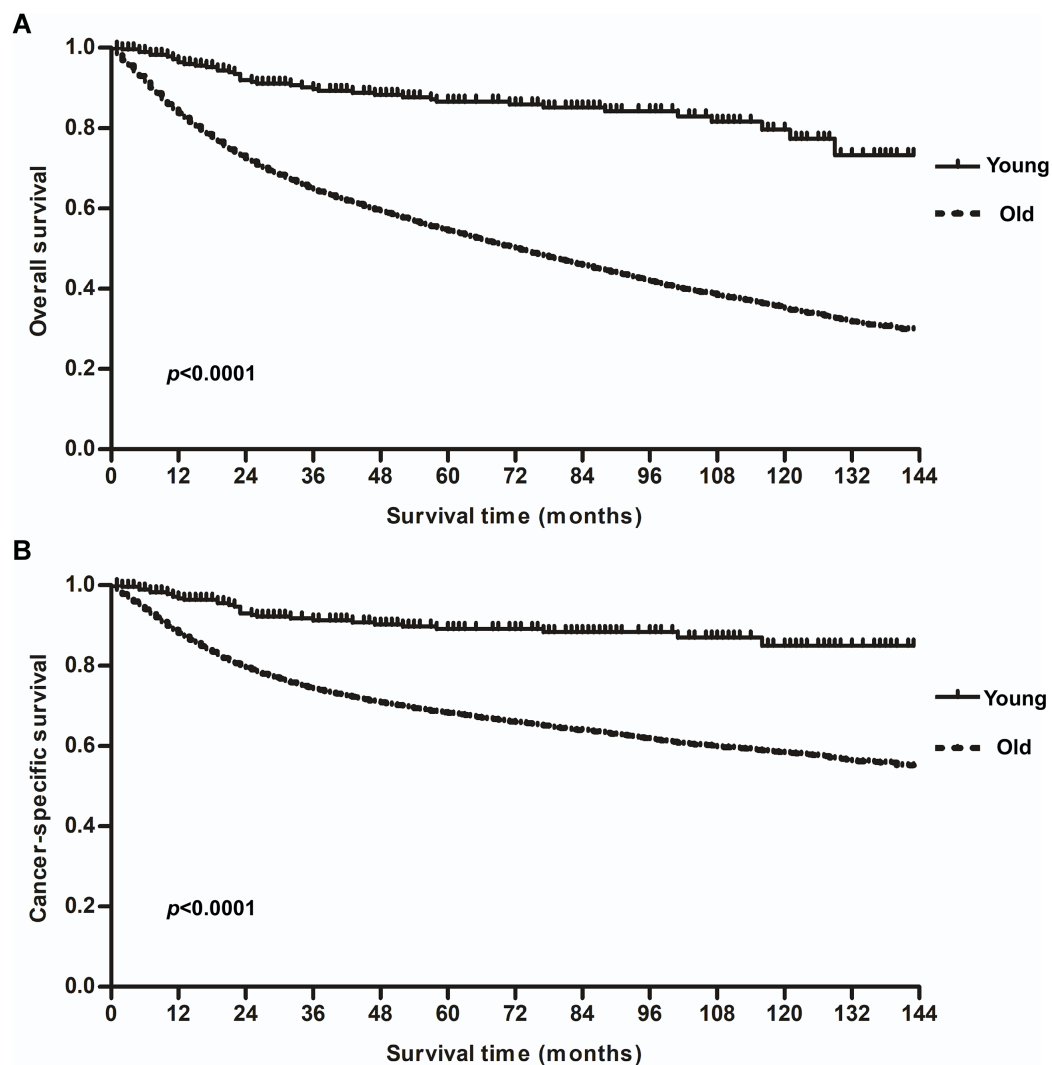 A
1.0
0.8
0.6
0.4
0.2
0.0
Overall survival
p<0.0001
Young
Old
0 12 24 36 48 60 72 84 96 108 120 132 144
Survival time (months)
B
1.0
0.8
0.6
0.4
0.2
0.0
Cancer-specific survival
p<0.0001
Young
Old
0 12 24 36 48 60 72 84 96 108 120 132 144
Survival time (months)